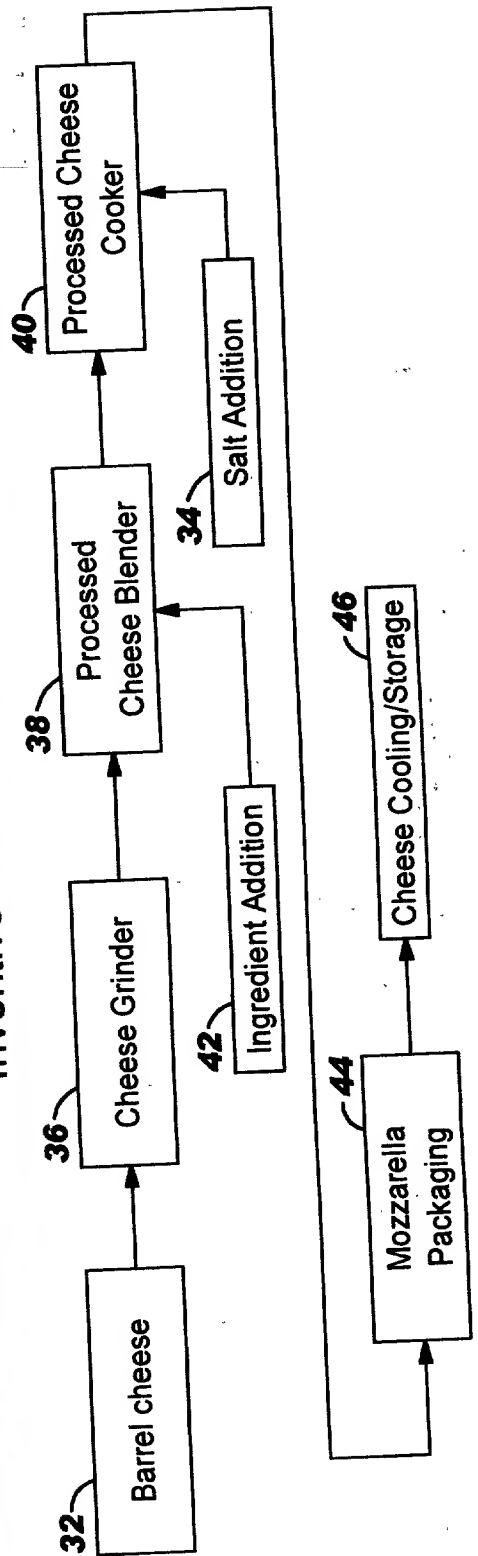 32
Barrel cheese
36
Cheese Grinder
38
Processed
Cheese Blender
40
Processed Cheese
Cooker
42
Ingredient Addition
34
Salt Addition
44
Mozzarella
Packaging
46
Cheese Cooling/Storage